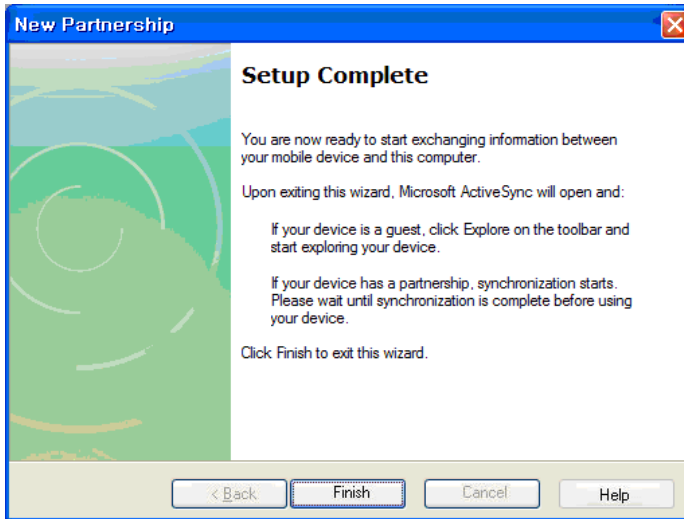 New Partnership
Setup Complete
You are now ready to start exchanging information between
your mobile device and this computer.
Upon exiting this wizard, Microsoft ActiveSync will open and:
If your device is a guest, click Explore on the toolbar and
start exploring your device.
If your device has a partnership, synchronization starts.
Please wait until synchronization is complete before using
your device.
Click Finish to exit this wizard.
< Back
Finish
Cancel
Help